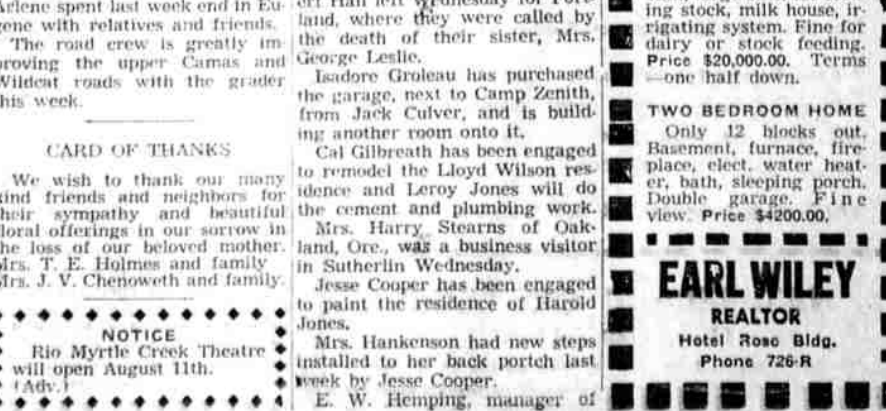 Arlene spent last week end in Eu-
gene with relatives and friends.
The road crew is greatly im-
proving the upper Camas and
Wildcat roads with the grader
this week.
CARD OF THANKS
We wish to thank our many
kind friends and neighbors for
their sympathy and beautiful
floral offerings in our sorrow in
the loss of our beloved mother.
Mrs. T. E. Holmes and family
Mrs. J. V. Chenoweth and family.
NOTICE
Rio Myrtle Creek Theatre
will open August 11th.
(Adv.)
Hall left Wednesday for
land, where they were called by
the death of their sister, Mrs.
George Leslie.
Isadore Groleau has purchased
the garage, next to Camp Zenith,
from Jack Culver, and is build-
ing another room onto it.
Cal Gilbreath has been engaged
to remodel the Lloyd Wilson res-
idence and Leroy Jones will do
the cement and plumbing work.
Mrs. Harry Stearns of Oak-
land, Ore., was a business visitor
in Sutherlin Wednesday.
Jesse Cooper has been engaged
to paint the residence of Harold
Jones.
Mrs. Hankenson had new steps
installed to her back portch last
week by Jesse Cooper.
E. W. Hemping, manager of
ing stock, milk house, ir-
rigating system. Fine for
dairy or stock feeding.
Price $20,000.00. Terms
—one half down.
TWO BEDROOM HOME
Only 12 blocks out.
Basement, furnace, fire-
place, elect. water heat-
er, bath, sleeping porch.
Double garage. Fine
view. Price $4200.00.
EARL WILEY
REALTOR
Hotel Rose Bldg.
Phone 726-R